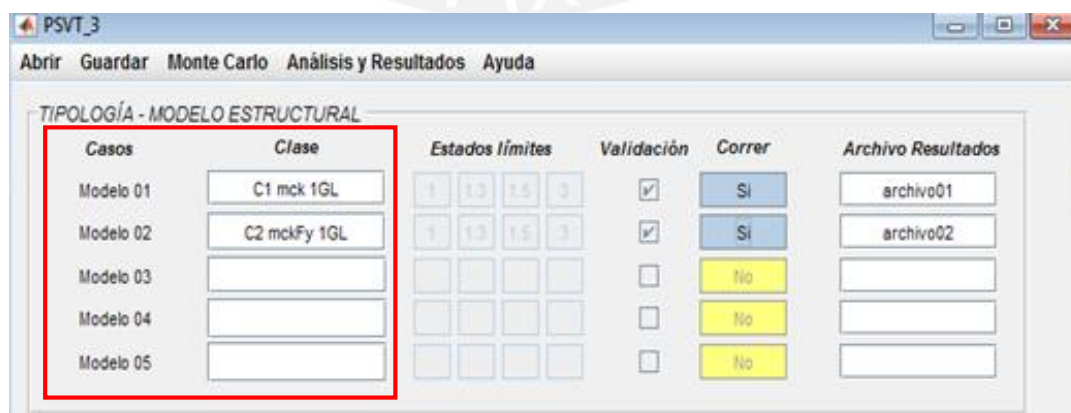 PSVT_3
Abrir Guardar Monte Carlo Análisis y Resultados Ayuda
TIPOLOGÍA - MODELO ESTRUCTURAL
Casos Clase Estados límites Validación Correr Archivo Resultados
Modelo 01 C1 mck 1GL 1 1.3 1.5 3 Si archivo01
Modelo 02 C2 mckFy 1GL 1 1.3 1.5 3 Si archivo02
Modelo 03 No
Modelo 04 No
Modelo 05 No